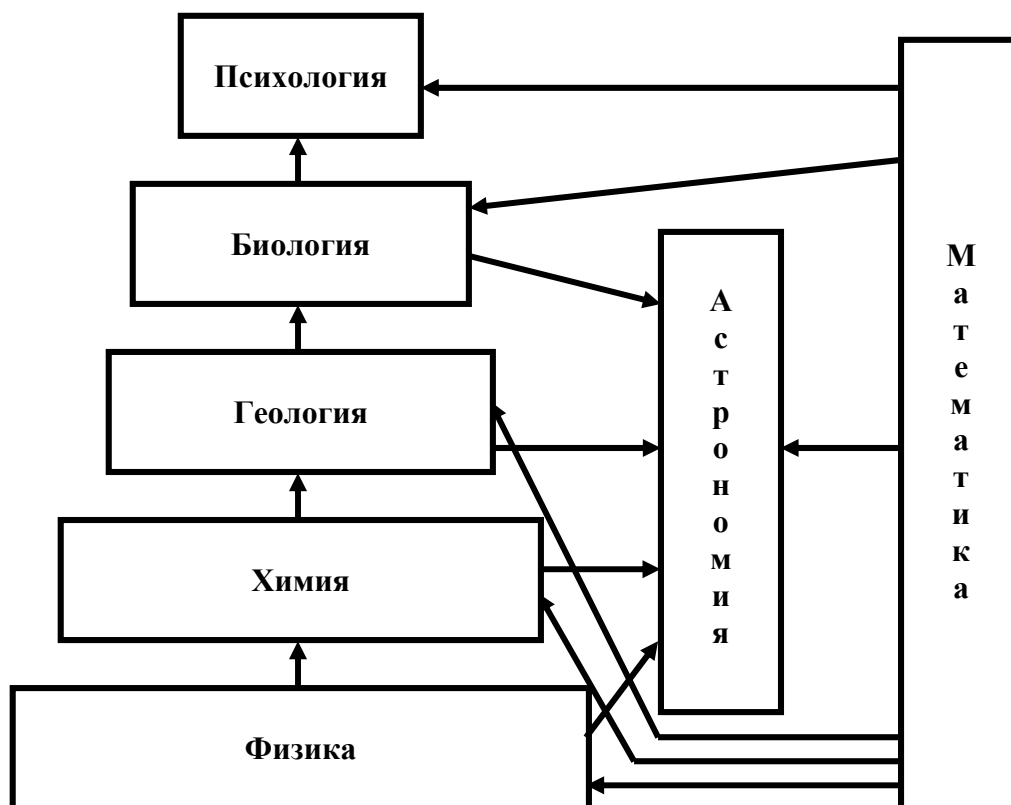 Психология
Биология
Геология
Химия
Физика
Астрономия
Математика